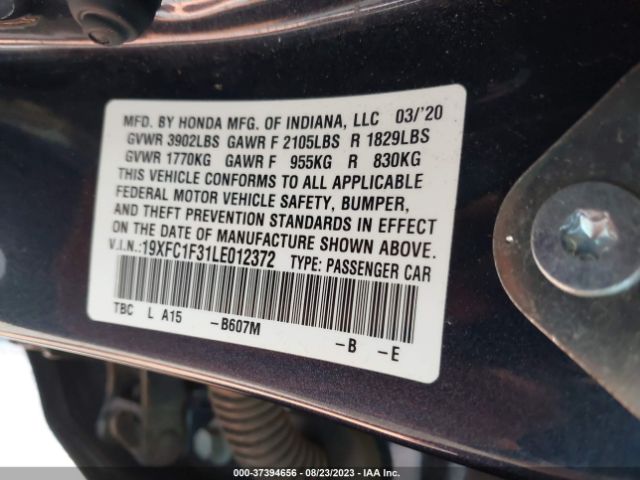 MFD. BY HONDA MFG. OF INDIANA, LLC 03/'20
GVWR 3902LBS GAWR F 2105LBS R 1829LBS
GVWR 1770KG GAWR F 955KG R 830KG
THIS VEHICLE CONFORMS TO ALL APPLICABLE
FEDERAL MOTOR VEHICLE SAFETY, BUMPER,
AND THEFT PREVENTION STANDARDS IN EFFECT
ON THE DATE OF MANUFACTURE SHOWN ABOVE.
V.I.N.:19XFC1F31LE012372 TYPE: PASSENGER CAR
TBC L A15 -B607M -B -E
000-37394656 - 08/23/2023 - IAA Inc.